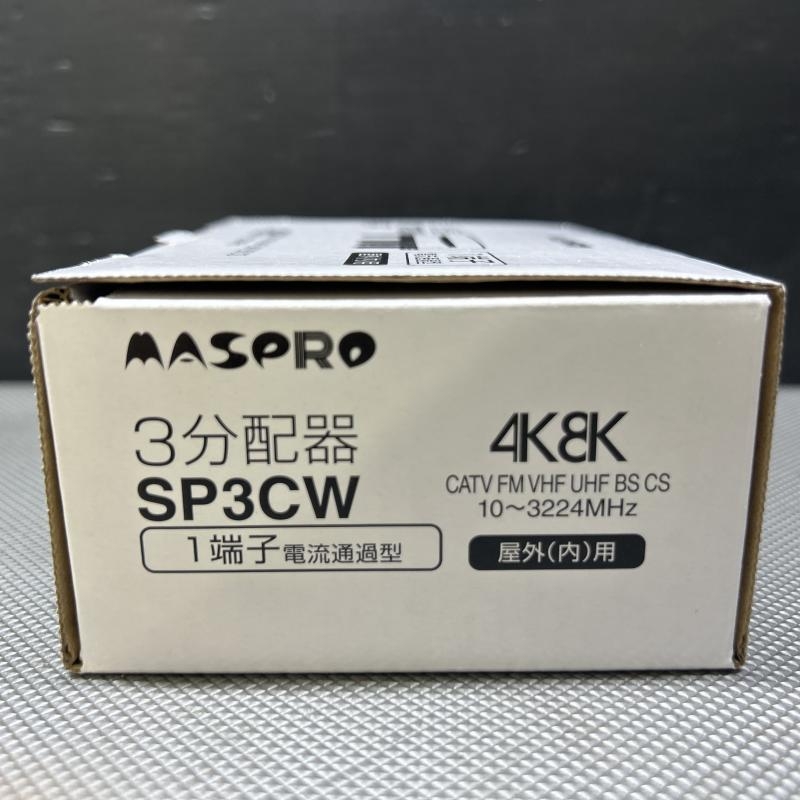 MASPRO
3分配器
SP3CW
1端子 電流通過型
4K8K
CATV FM VHF UHF BS CS
10～3224MHz
屋外(内)用